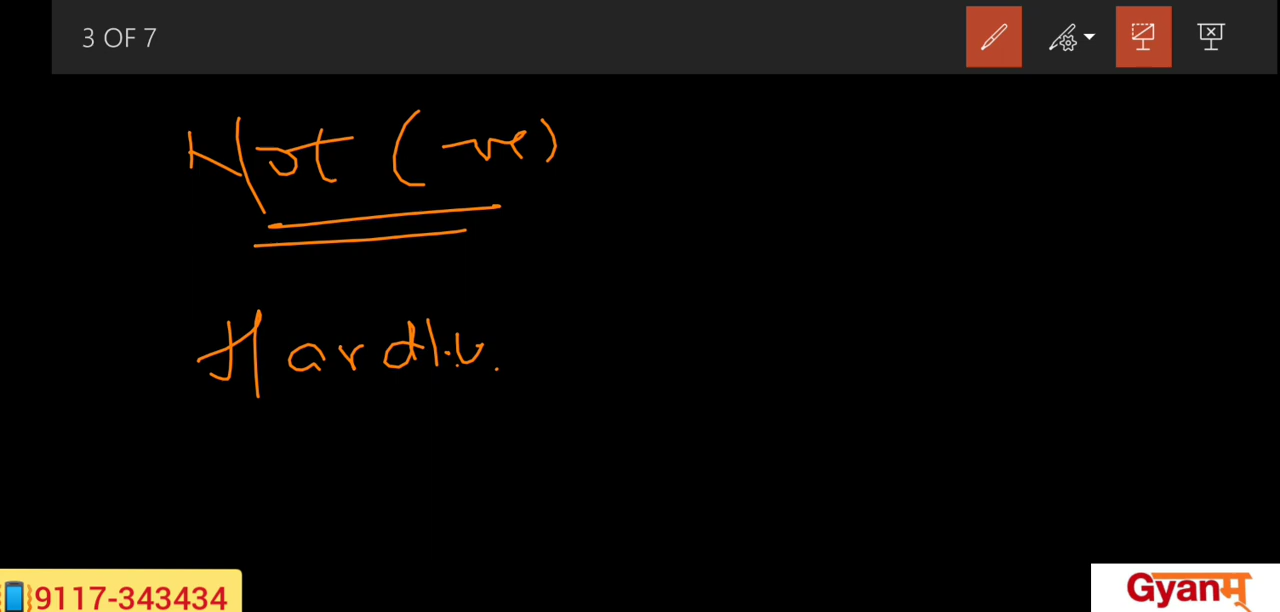 3 OF 7
Not (-ve)
Hardly.
9117-343434
Gyanम्